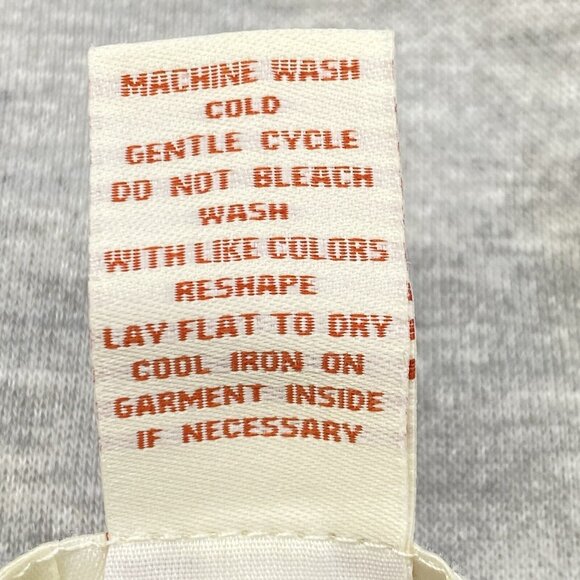 MACHINE WASH
COLD
GENTLE CYCLE
DO NOT BLEACH
WASH
WITH LIKE COLORS
RESHAPE
LAY FLAT TO DRY
COOL IRON ON
GARMENT INSIDE
IF NECESSARY